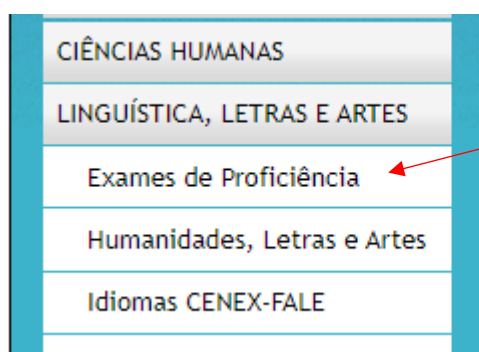 CIÊNCIAS HUMANAS
LINGUÍSTICA, LETRAS E ARTES
Exames de Proficiência
Humanidades, Letras e Artes
Idiomas CENEX-FALE